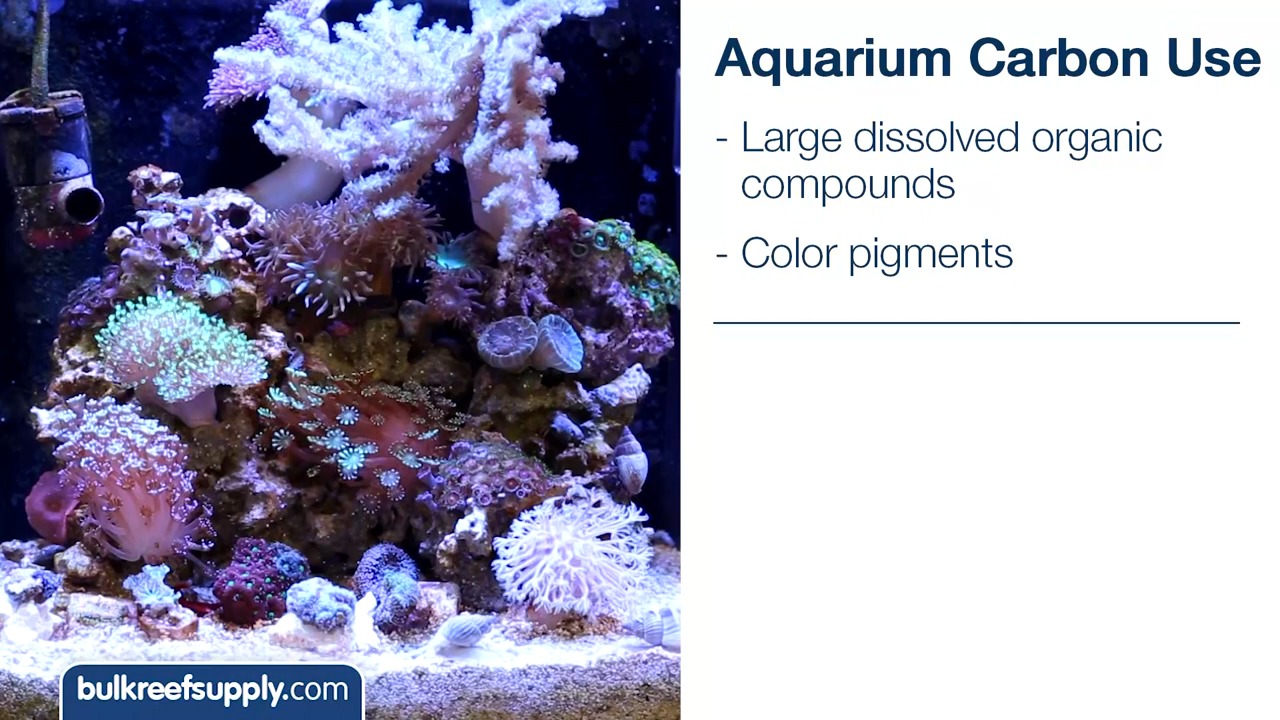 Aquarium Carbon Use
- Large dissolved organic
compounds
- Color pigments
bulkreefsupply.com